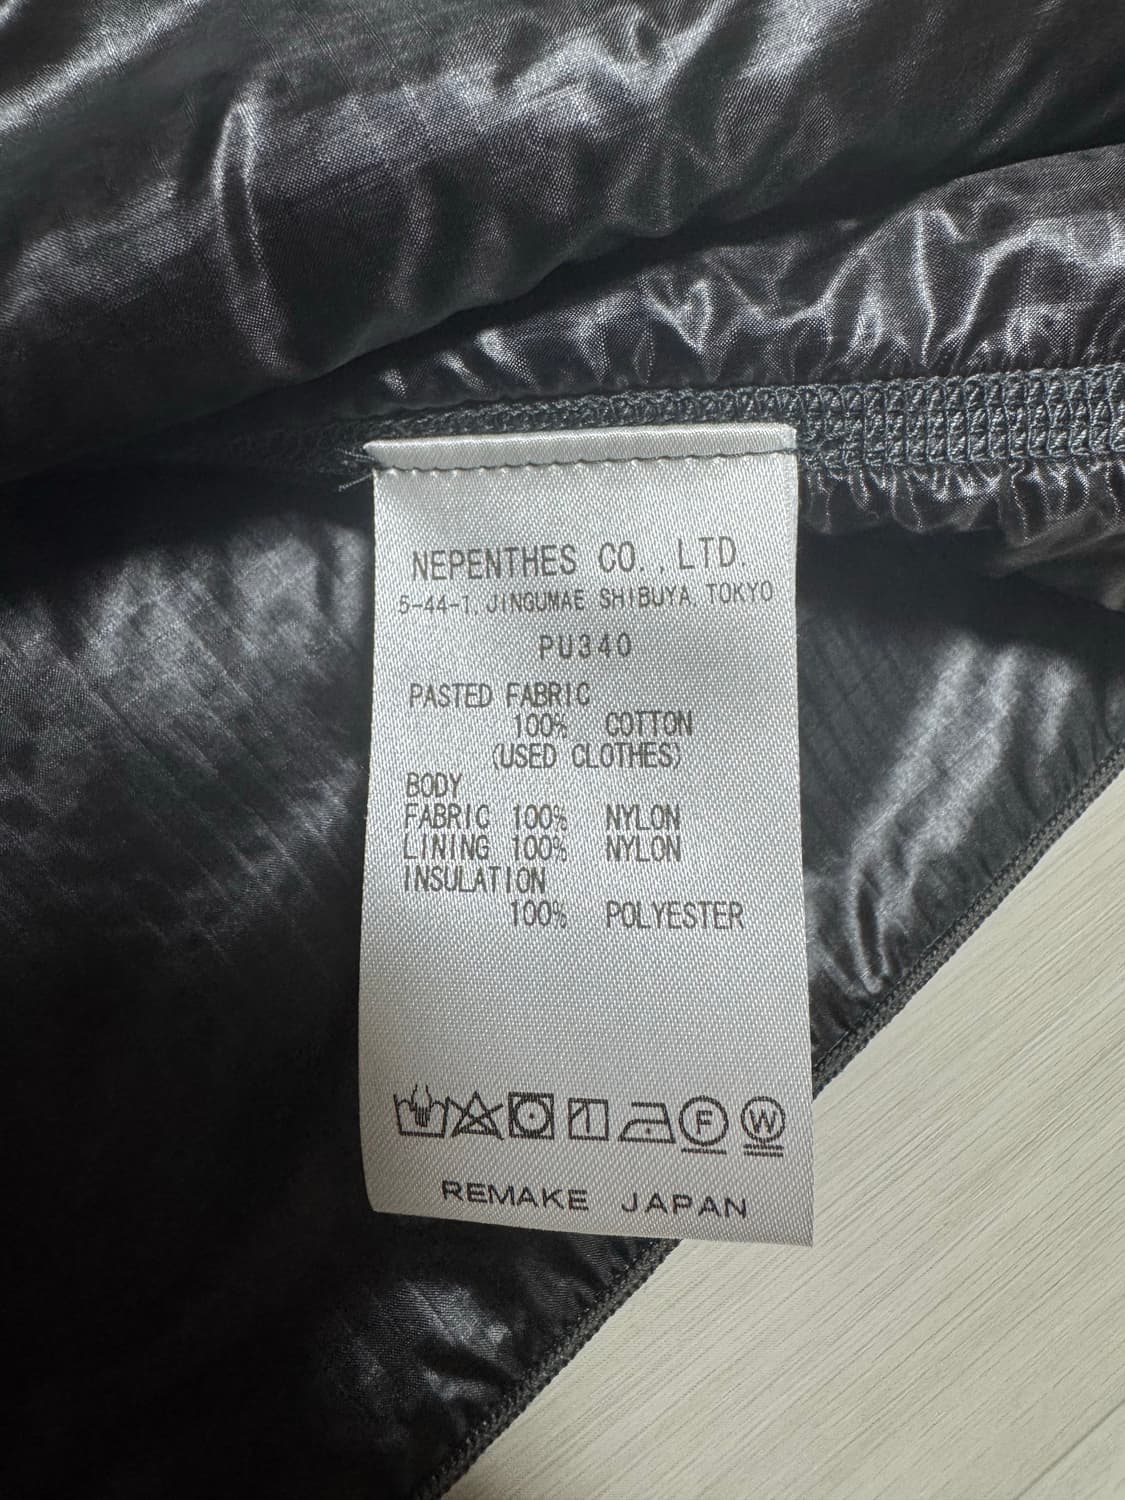 NEPENTHES CO.,LTD.
5-44-1, JINGUMAE SHIBUYA, TOKYO
PU340
PASTED FABRIC
100% COTTON
(USED CLOTHES)
BODY
FABRIC 100% NYLON
LINING 100% NYLON
INSULATION
100% POLYESTER
F W
REMAKE JAPAN